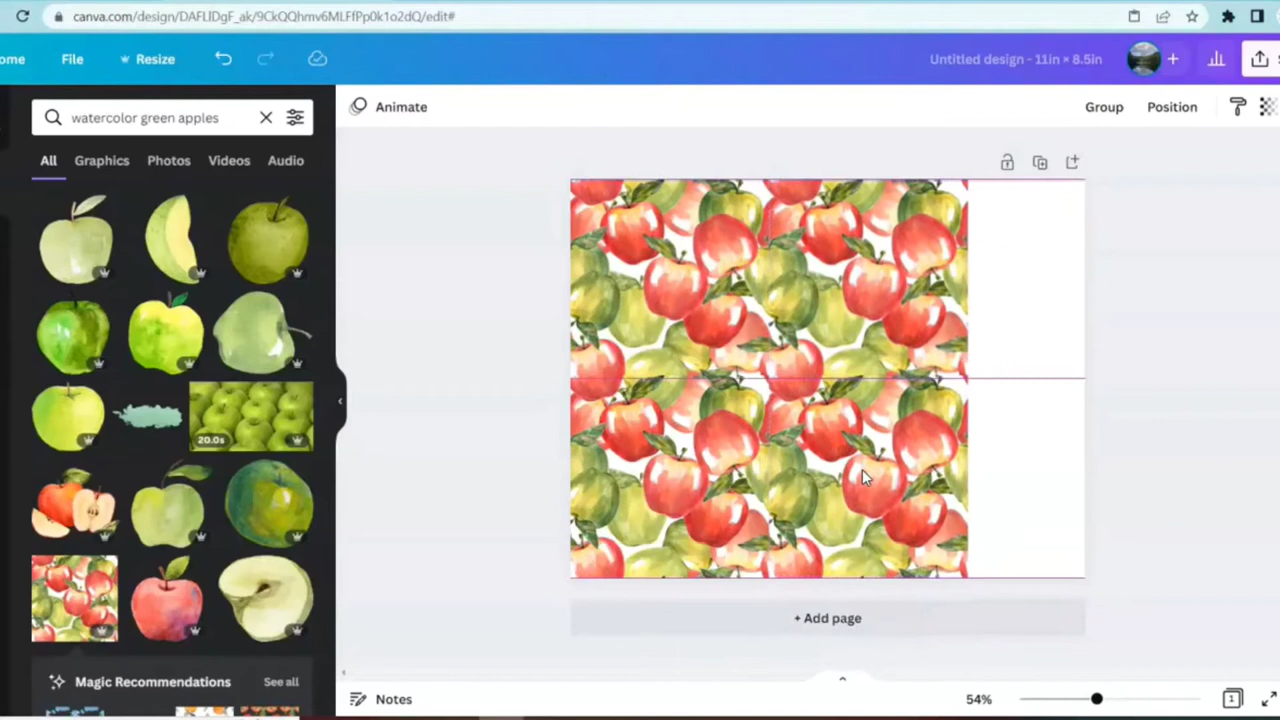 canva.com/design/DAFLIDgF_ak/9CkQQhmv6MLFfPp0k1o2dQ/edit#
ome File Resize Untitled design - 11in × 8.5in + S
watercolor green apples Animate Group Position
All Graphics Photos Videos Audio
20.0s
+ Add page
Magic Recommendations See all
Notes 54% 1